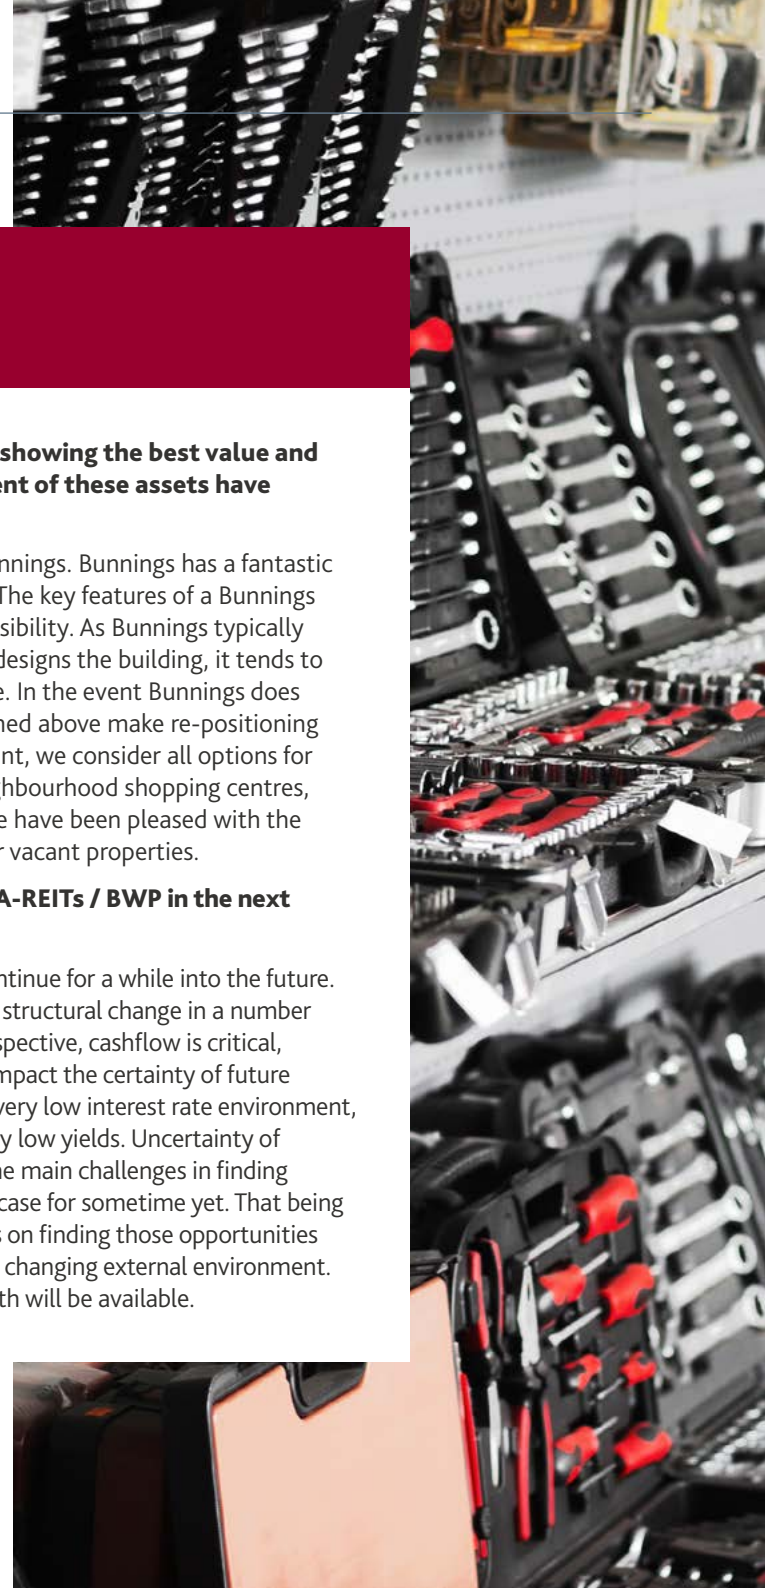 showing the best value and
ent of these assets have
nnings. Bunnings has a fantastic
The key features of a Bunnings
sibility. As Bunnings typically
designs the building, it tends to
e. In the event Bunnings does
ned above make re-positioning
nt, we consider all options for
ghbourhood shopping centres,
e have been pleased with the
r vacant properties.
A-REITs / BWP in the next
ntinue for a while into the future.
structural change in a number
spective, cashflow is critical,
mpact the certainty of future
very low interest rate environment,
y low yields. Uncertainty of
ne main challenges in finding
case for sometime yet. That being
s on finding those opportunities
changing external environment.
th will be available.